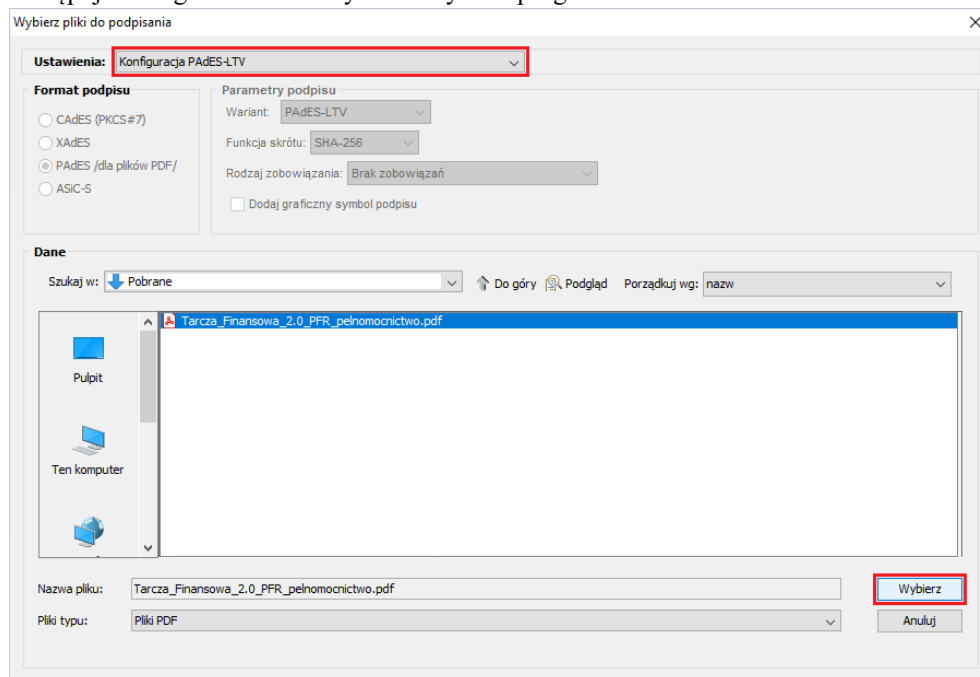 Wybierz pliki do podpisania
Ustawienia: Konfiguracja PAdES-LTV
Format podpisu
Parametry podpisu
CAdES (PKCS#7)
XAdES
PAdES /dla plików PDF/
ASiC-S
Wariant: PAdES-LTV
Funkcja skrótu: SHA-256
Rodzaj zobowiązania: Brak zobowiązań
Dodaj graficzny symbol podpisu
Dane
Szukaj w: Pobrane Do góry Podgląd Porządkuj wg: nazw
Tarcza_Finansowa_2.0_PFR_pelnomocnictwo.pdf
Pulpit
Ten komputer
Nazwa pliku: Tarcza_Finansowa_2.0_PFR_pelnomocnictwo.pdf Wybierz
Pliki typu: Pliki PDF Anuluj